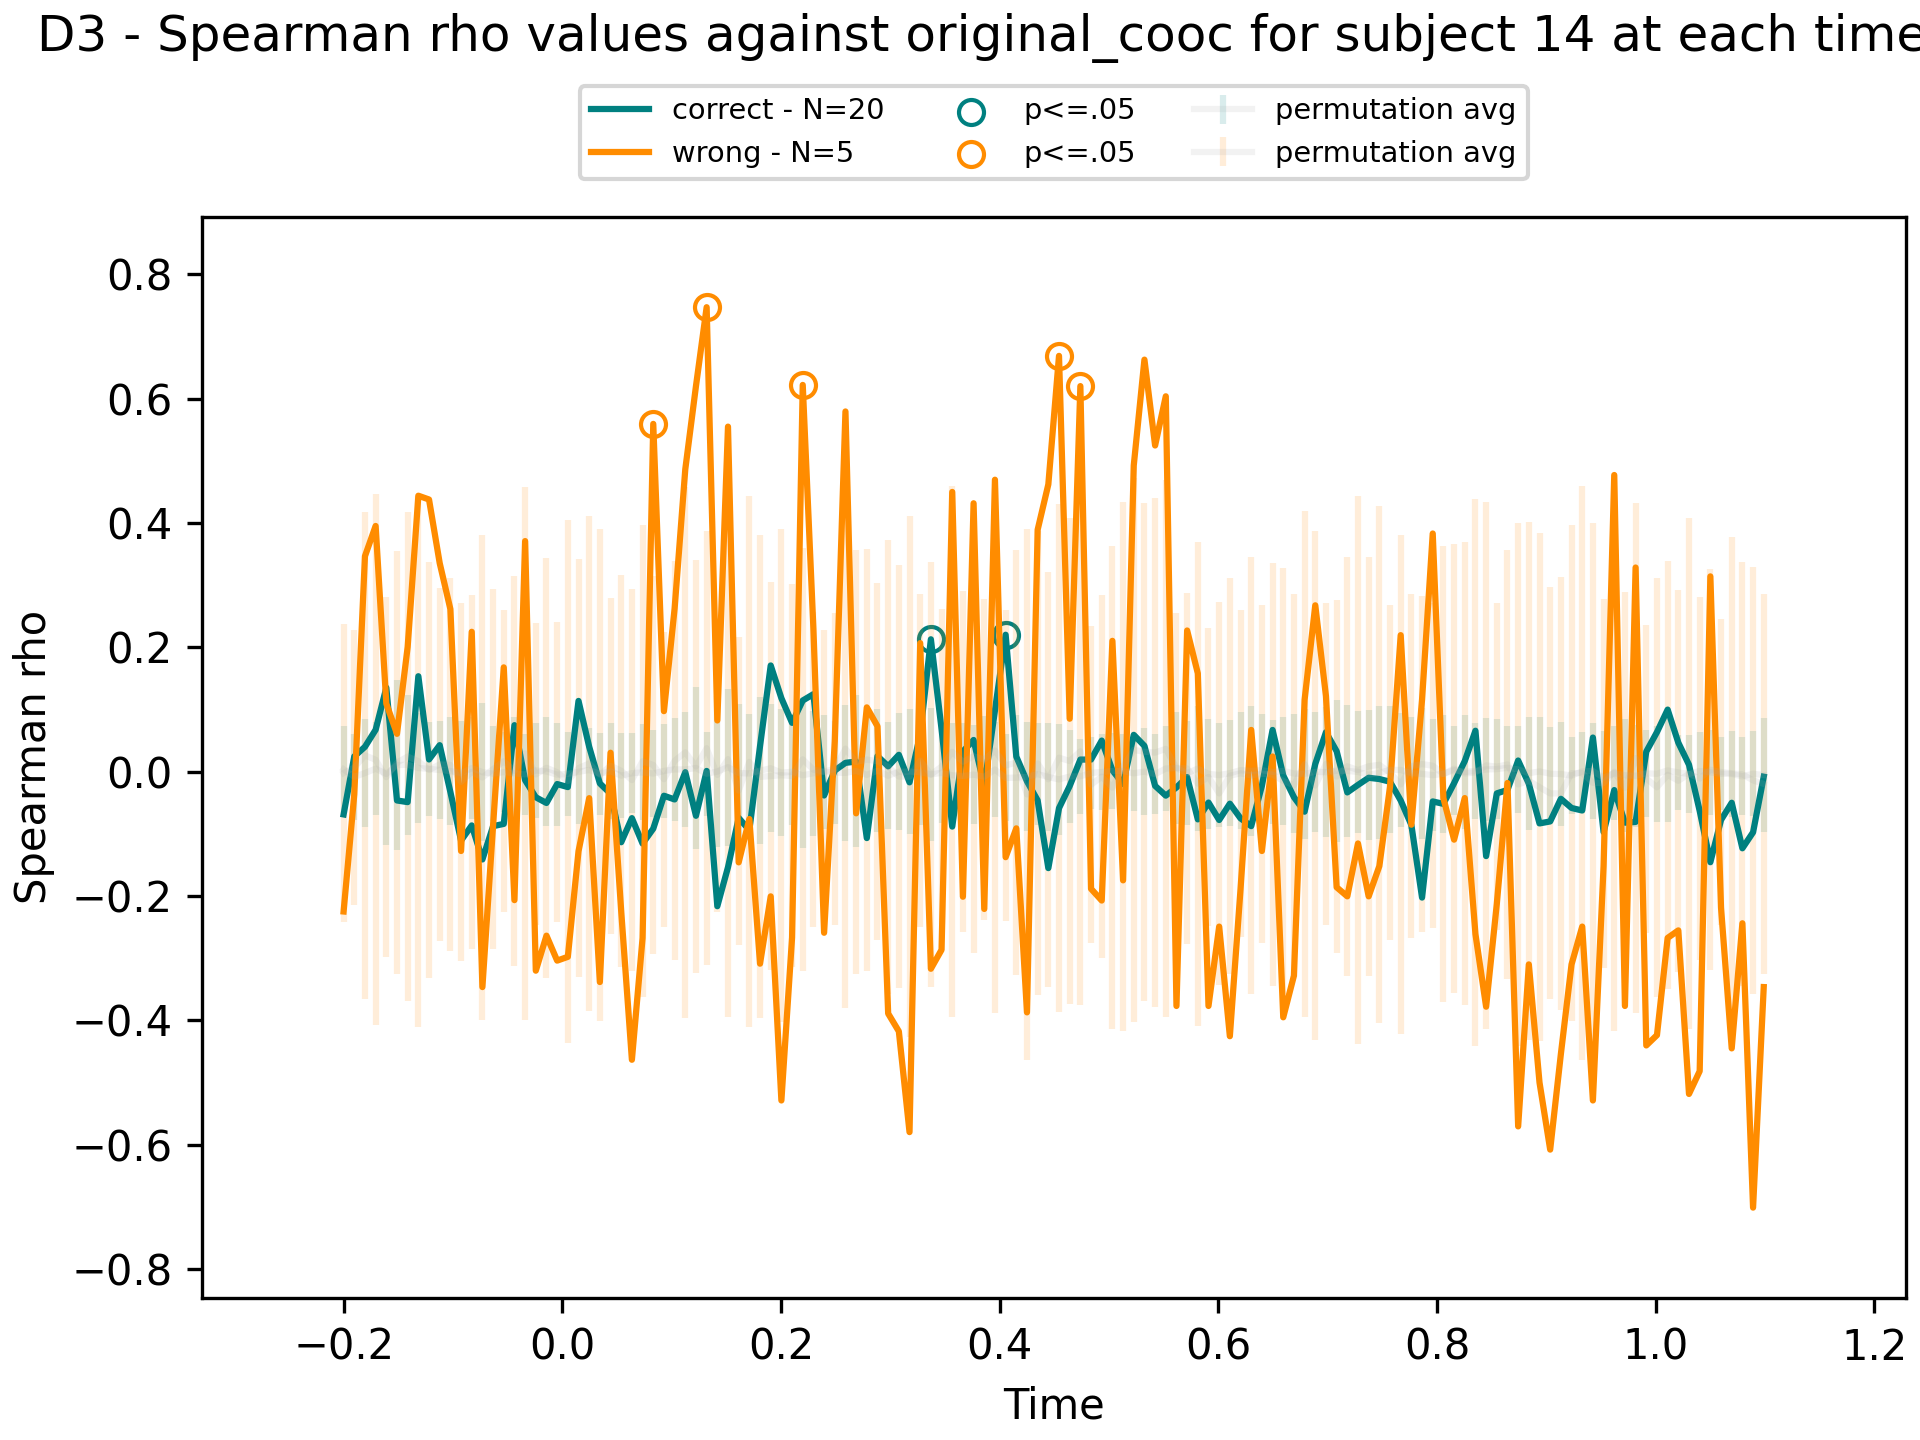 D3 - Spearman rho values against original_cooc for subject 14 at each time
correct - N=20
wrong - N=5
p<=.05
p<=.05
permutation avg
permutation avg
Spearman rho
0.8
0.6
0.4
0.2
0.0
−0.2
−0.4
−0.6
−0.8
−0.2 0.0 0.2 0.4 0.6 0.8 1.0 1.2
Time